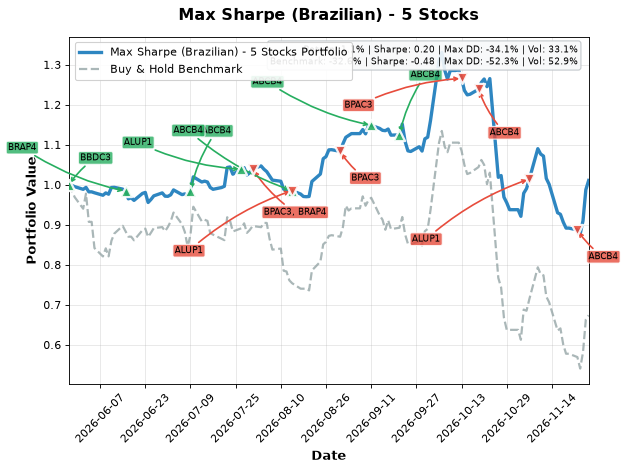 Max Sharpe (Brazilian) - 5 Stocks
Max Sharpe (Brazilian) - 5 Stocks Portfolio
Buy & Hold Benchmark
1% | Sharpe: 0.20 | Max DD: -34.1% | Vol: 33.1%
| Sharpe: -0.48 | Max DD: -52.3% | Vol: 52.9%
ABCB4
ABCB4
BPAC3
ABCB4
BRAP4
BBDC3
ALUP1
ABCB4
ABCB4
BPAC3
BPAC3, BRAP4
ALUP1
ALUP1
ABCB4
Portfolio Value
1.3
1.2
1.1
1.0
0.9
0.8
0.7
0.6
2026-06-07
2026-06-23
2026-07-09
2026-07-25
2026-08-10
2026-08-26
2026-09-11
2026-09-27
2026-10-13
2026-10-29
2026-11-14
Date